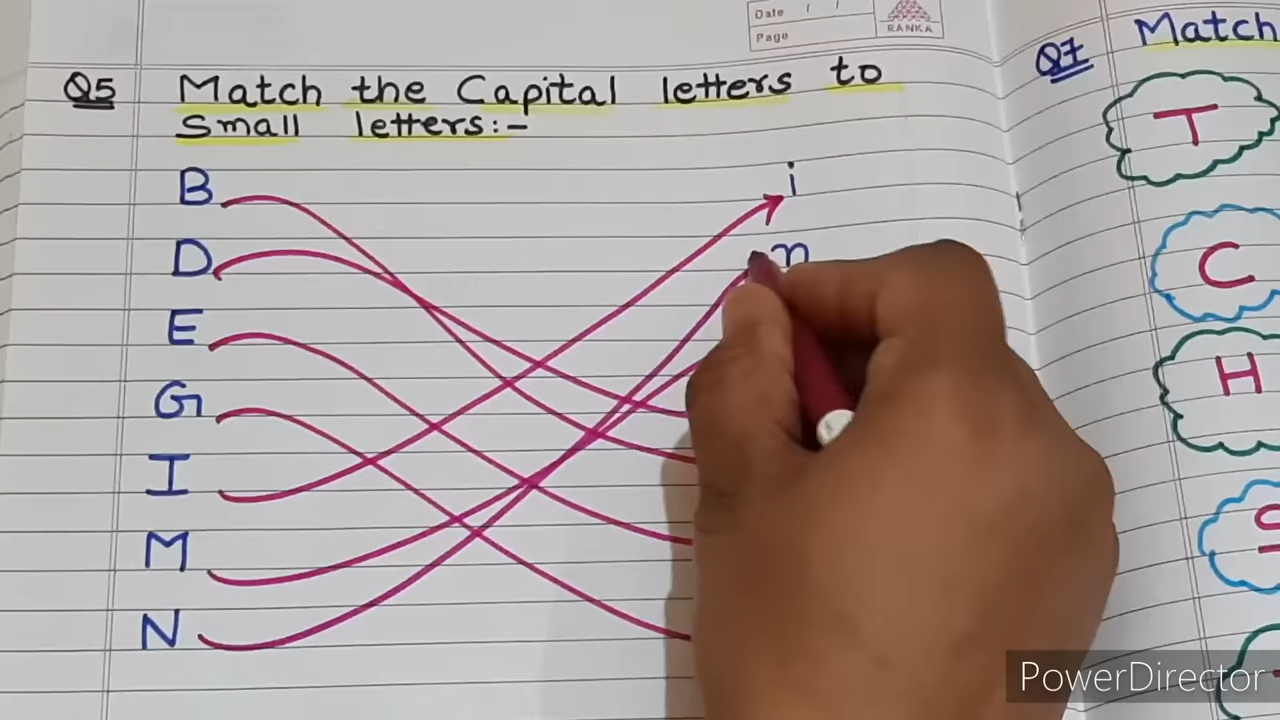 Date / /
Page
RANKA
Q5 Match the Capital letters to
Small letters:-
B i
D n
E
G
I
M
N
Q7 Match
T
C
H
PowerDirector